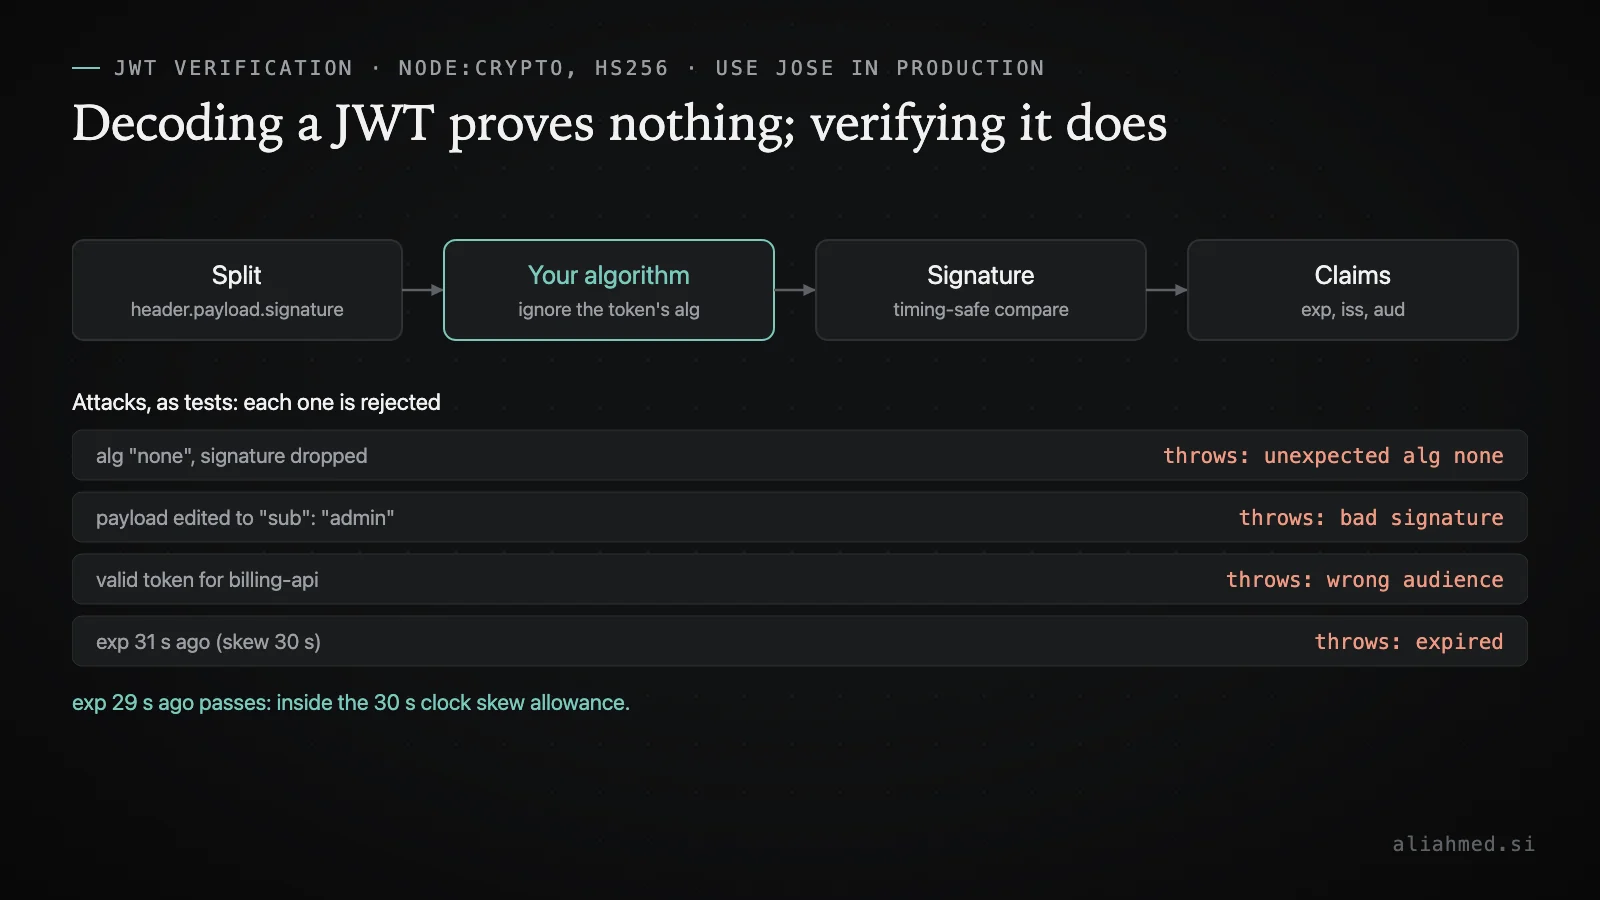 JWT VERIFICATION · NODE:CRYPTO, HS256 · USE JOSE IN PRODUCTION
Decoding a JWT proves nothing; verifying it does
Split
header.payload.signature
Your algorithm
ignore the token's alg
Signature
timing-safe compare
Claims
exp, iss, aud
Attacks, as tests: each one is rejected
alg "none", signature dropped
throws: unexpected alg none
payload edited to "sub": "admin"
throws: bad signature
valid token for billing-api
throws: wrong audience
exp 31 s ago (skew 30 s)
throws: expired
exp 29 s ago passes: inside the 30 s clock skew allowance.
aliahmed.si